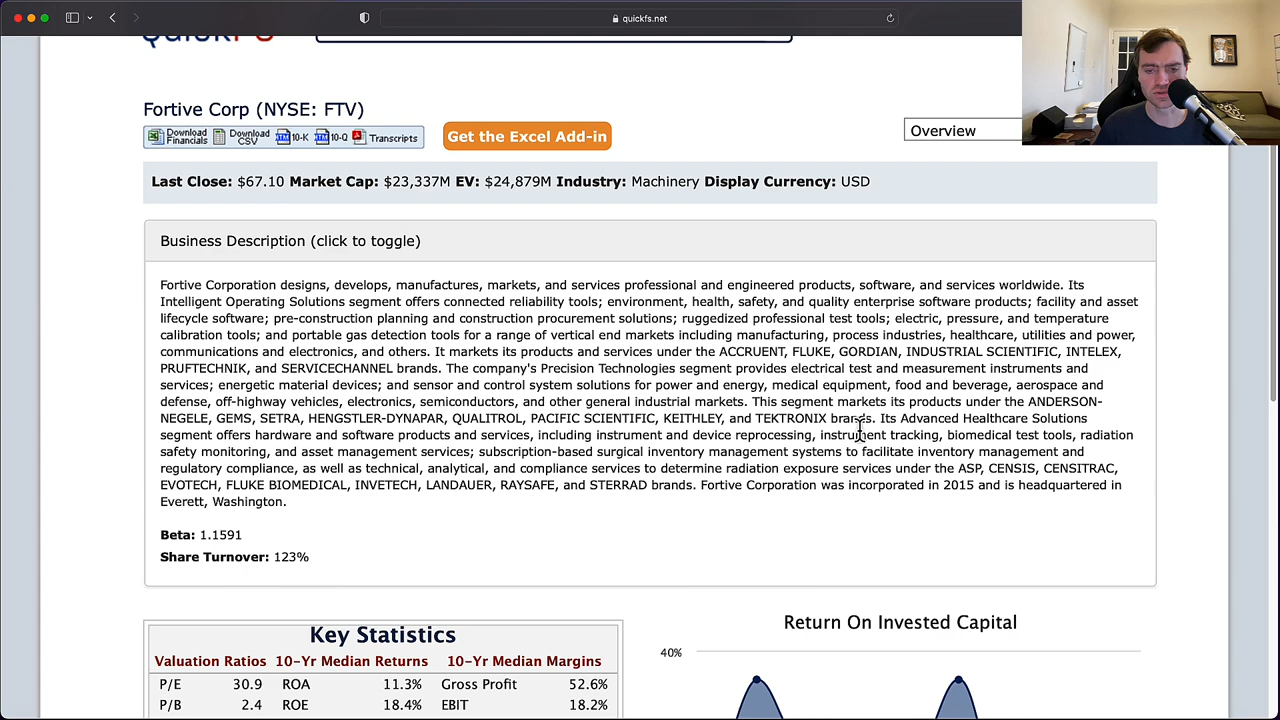 quickfs.net
QuickFS
Fortive Corp (NYSE: FTV)
Download Financials Download CSV 10-K 10-Q Transcripts
Get the Excel Add-in
Overview
Last Close: $67.10 Market Cap: $23,337M EV: $24,879M Industry: Machinery Display Currency: USD
Business Description (click to toggle)
Fortive Corporation designs, develops, manufactures, markets, and services professional and engineered products, software, and services worldwide. Its
Intelligent Operating Solutions segment offers connected reliability tools; environment, health, safety, and quality enterprise software products; facility and asset
lifecycle software; pre-construction planning and construction procurement solutions; ruggedized professional test tools; electric, pressure, and temperature
calibration tools; and portable gas detection tools for a range of vertical end markets including manufacturing, process industries, healthcare, utilities and power,
communications and electronics, and others. It markets its products and services under the ACCRUENT, FLUKE, GORDIAN, INDUSTRIAL SCIENTIFIC, INTELEX,
PRUFTECHNIK, and SERVICECHANNEL brands. The company's Precision Technologies segment provides electrical test and measurement instruments and
services; energetic material devices; and sensor and control system solutions for power and energy, medical equipment, food and beverage, aerospace and
defense, off-highway vehicles, electronics, semiconductors, and other general industrial markets. This segment markets its products under the ANDERSON-
NEGELE, GEMS, SETRA, HENGSTLER-DYNAPAR, QUALITROL, PACIFIC SCIENTIFIC, KEITHLEY, and TEKTRONIX brands. Its Advanced Healthcare Solutions
segment offers hardware and software products and services, including instrument and device reprocessing, instrument tracking, biomedical test tools, radiation
safety monitoring, and asset management services; subscription-based surgical inventory management systems to facilitate inventory management and
regulatory compliance, as well as technical, analytical, and compliance services to determine radiation exposure services under the ASP, CENSIS, CENSITRAC,
EVOTECH, FLUKE BIOMEDICAL, INVETECH, LANDAUER, RAYSAFE, and STERRAD brands. Fortive Corporation was incorporated in 2015 and is headquartered in
Everett, Washington.
Beta: 1.1591
Share Turnover: 123%
Key Statistics
Valuation Ratios 10-Yr Median Returns 10-Yr Median Margins
P/E 30.9 ROA 11.3% Gross Profit 52.6%
P/B 2.4 ROE 18.4% EBIT 18.2%
Return On Invested Capital
40%